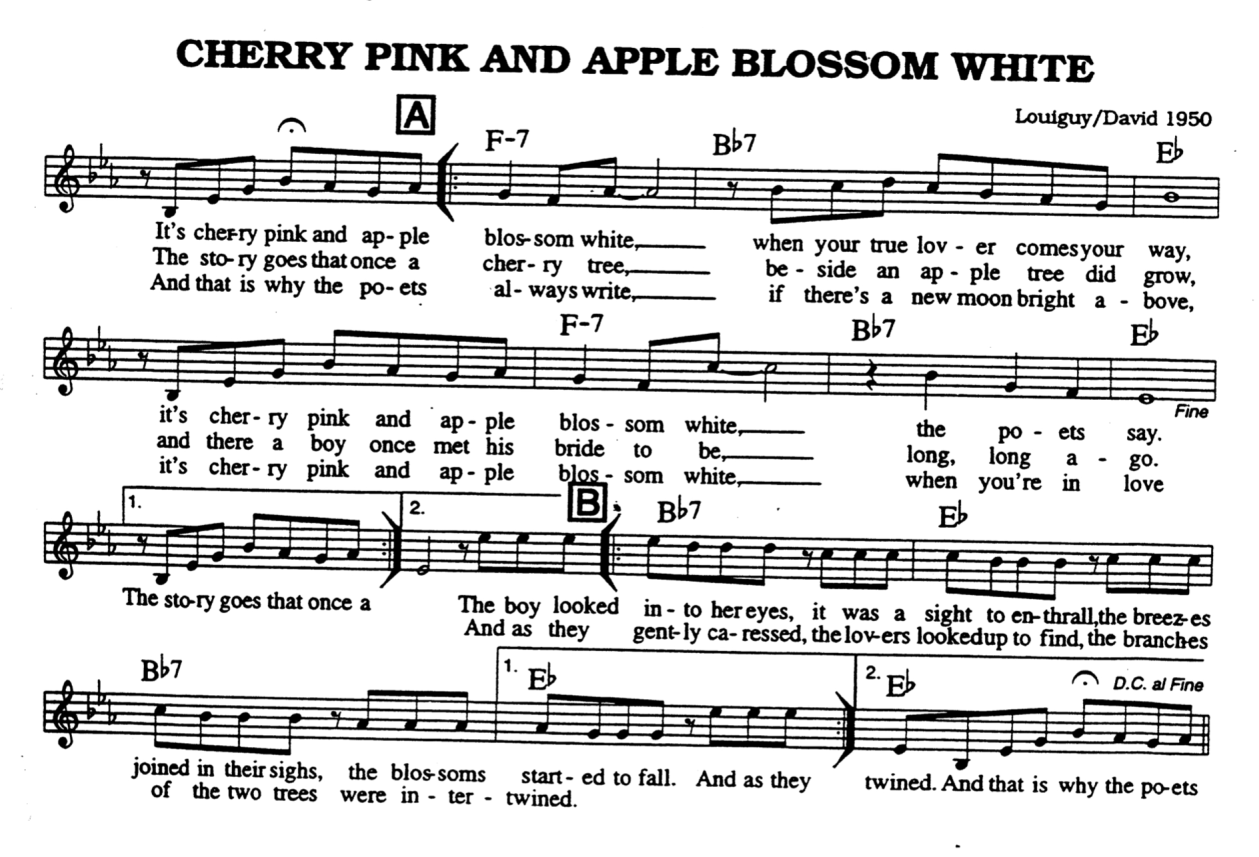 CHERRY PINK AND APPLE BLOSSOM WHITE
A
Louiguy/David 1950
F-7 B♭7 E♭
It's cher-ry pink and ap-ple blos-som white, when your true lov-er comes your way,
The sto-ry goes that once a cher-ry tree, be-side an ap-ple tree did grow,
And that is why the po-ets al-ways write, if there's a new moon bright a-bove,
F-7 B♭7 E♭
Fine
it's cher-ry pink and ap-ple blos-som white, the po-ets say.
and there a boy once met his bride to be, long, long a-go.
it's cher-ry pink and ap-ple blos-som white, when you're in love
1. 2. B B♭7 E♭
The sto-ry goes that once a The boy looked in-to her eyes, it was a sight to en-thrall, the breez-es
And as they gent-ly ca-ressed, the lov-ers looked up to find, the branch-es
B♭7 1. E♭ 2. E♭ D.C. al Fine
joined in their sighs, the blos-soms start-ed to fall. And as they twined. And that is why the po-ets
of the two trees were in-ter-twined.